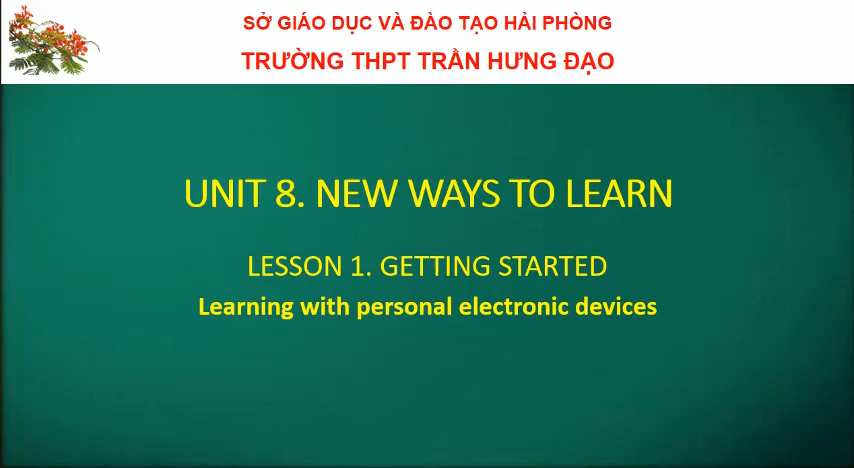 SỞ GIÁO DỤC VÀ ĐÀO TẠO HẢI PHÒNG
TRƯỜNG THPT TRẦN HƯNG ĐẠO
UNIT 8. NEW WAYS TO LEARN
LESSON 1. GETTING STARTED
Learning with personal electronic devices